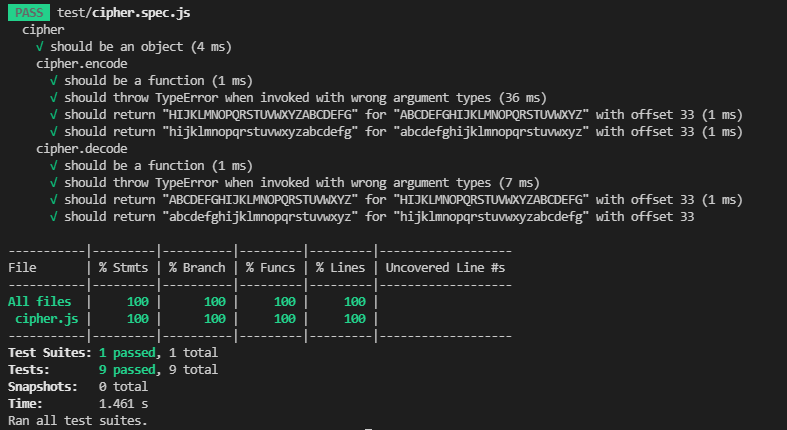 PASS test/cipher.spec.js
cipher
√ should be an object (4 ms)
cipher.encode
√ should be a function (1 ms)
√ should throw TypeError when invoked with wrong argument types (36 ms)
√ should return "HIJKLMNOPQRSTUVWXYZABCDEFG" for "ABCDEFGHIJKLMNOPQRSTUVWXYZ" with offset 33 (1 ms)
√ should return "hijklmnopqrstuvwxyzabcdefg" for "abcdefghijklmnopqrstuvwxyz" with offset 33 (1 ms)
cipher.decode
√ should be a function (1 ms)
√ should throw TypeError when invoked with wrong argument types (7 ms)
√ should return "ABCDEFGHIJKLMNOPQRSTUVWXYZ" for "HIJKLMNOPQRSTUVWXYZABCDEFG" with offset 33 (1 ms)
√ should return "abcdefghijklmnopqrstuvwxyz" for "hijklmnopqrstuvwxyzabcdefg" with offset 33
-----------|---------|----------|---------|---------|-------------------
File       | % Stmts | % Branch | % Funcs | % Lines | Uncovered Line #s
-----------|---------|----------|---------|---------|-------------------
All files  |     100 |      100 |     100 |     100 |
 cipher.js |     100 |      100 |     100 |     100 |
-----------|---------|----------|---------|---------|-------------------
Test Suites: 1 passed, 1 total
Tests:       9 passed, 9 total
Snapshots:   0 total
Time:        1.461 s
Ran all test suites.